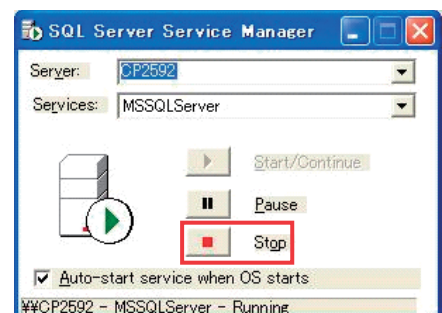 SQL Server Service Manager
Server: CP2592
Services: MSSQLServer
Start/Continue
Pause
Stop
Auto-start service when OS starts
¥¥CP2592 - MSSQLServer - Running